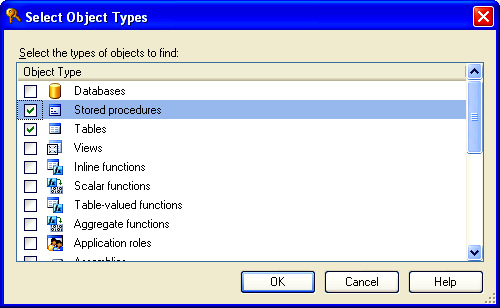 Select Object Types
Select the types of objects to find:
Object Type
Databases
Stored procedures
Tables
Views
Inline functions
Scalar functions
Table-valued functions
Aggregate functions
Application roles
OK
Cancel
Help